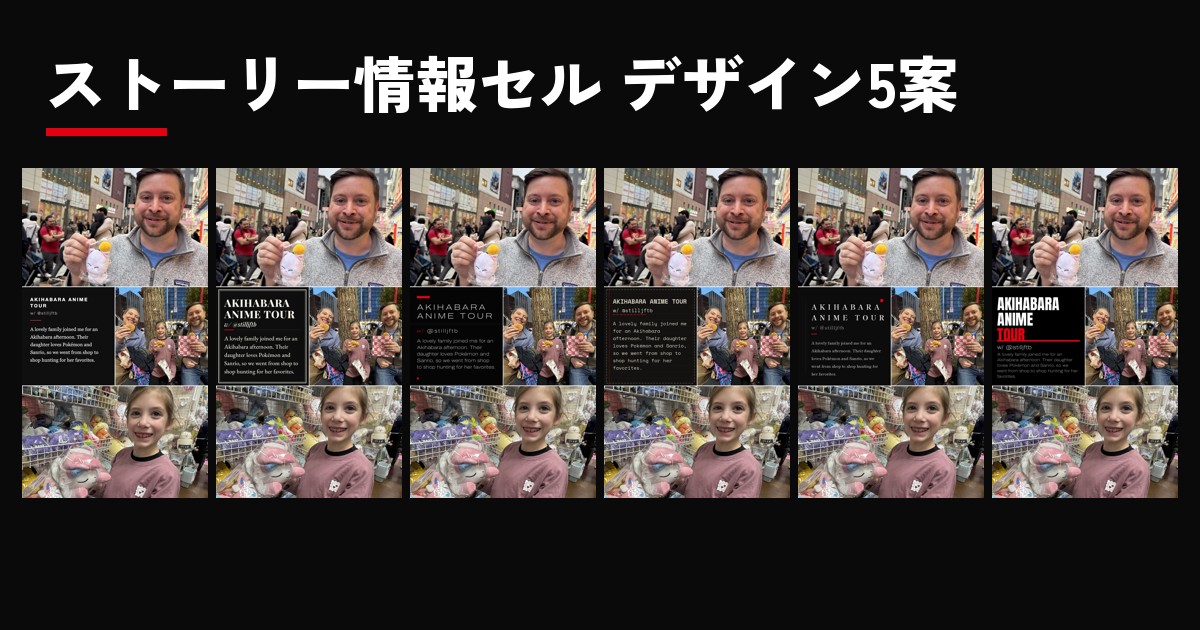 ストーリー情報セル デザイン5案
AKIHABARA ANIME
TOUR
w/ @stilljftb
A lovely family joined me for an
Akihabara afternoon. Their
daughter loves Pokémon and
Sanrio, so we went from shop to
shop hunting for her favorites.
AKIHABARA
ANIME TOUR
w/ @stilljftb
A lovely family joined me for an
Akihabara afternoon. Their
daughter loves Pokémon and
Sanrio, so we went from shop to
shop hunting for her favorites.
AKIHABARA
ANIME TOUR
w/ @stilljftb
A lovely family joined me for an
Akihabara afternoon. Their
daughter loves Pokémon and
Sanrio, so we went from shop
to shop hunting for her favorites.
AKIHABARA ANIME TOUR
w/ @stilljftb
A lovely family joined me
for an Akihabara
afternoon. Their daughter
loves Pokémon and Sanrio,
so we went from shop to
shop hunting for her
favorites.
AKIHABARA
ANIME TOUR
w/ @stilljftb
A lovely family joined me for an
Akihabara afternoon. Their daughter
loves Pokémon and Sanrio, so we
went from shop to shop hunting for
her favorites.
AKIHABARA
ANIME
TOUR
w/ @stilljftb
A lovely family joined me for an
Akihabara afternoon. Their daughter
loves Pokémon and Sanrio, so we
went from shop to shop hunting for her
favorites.